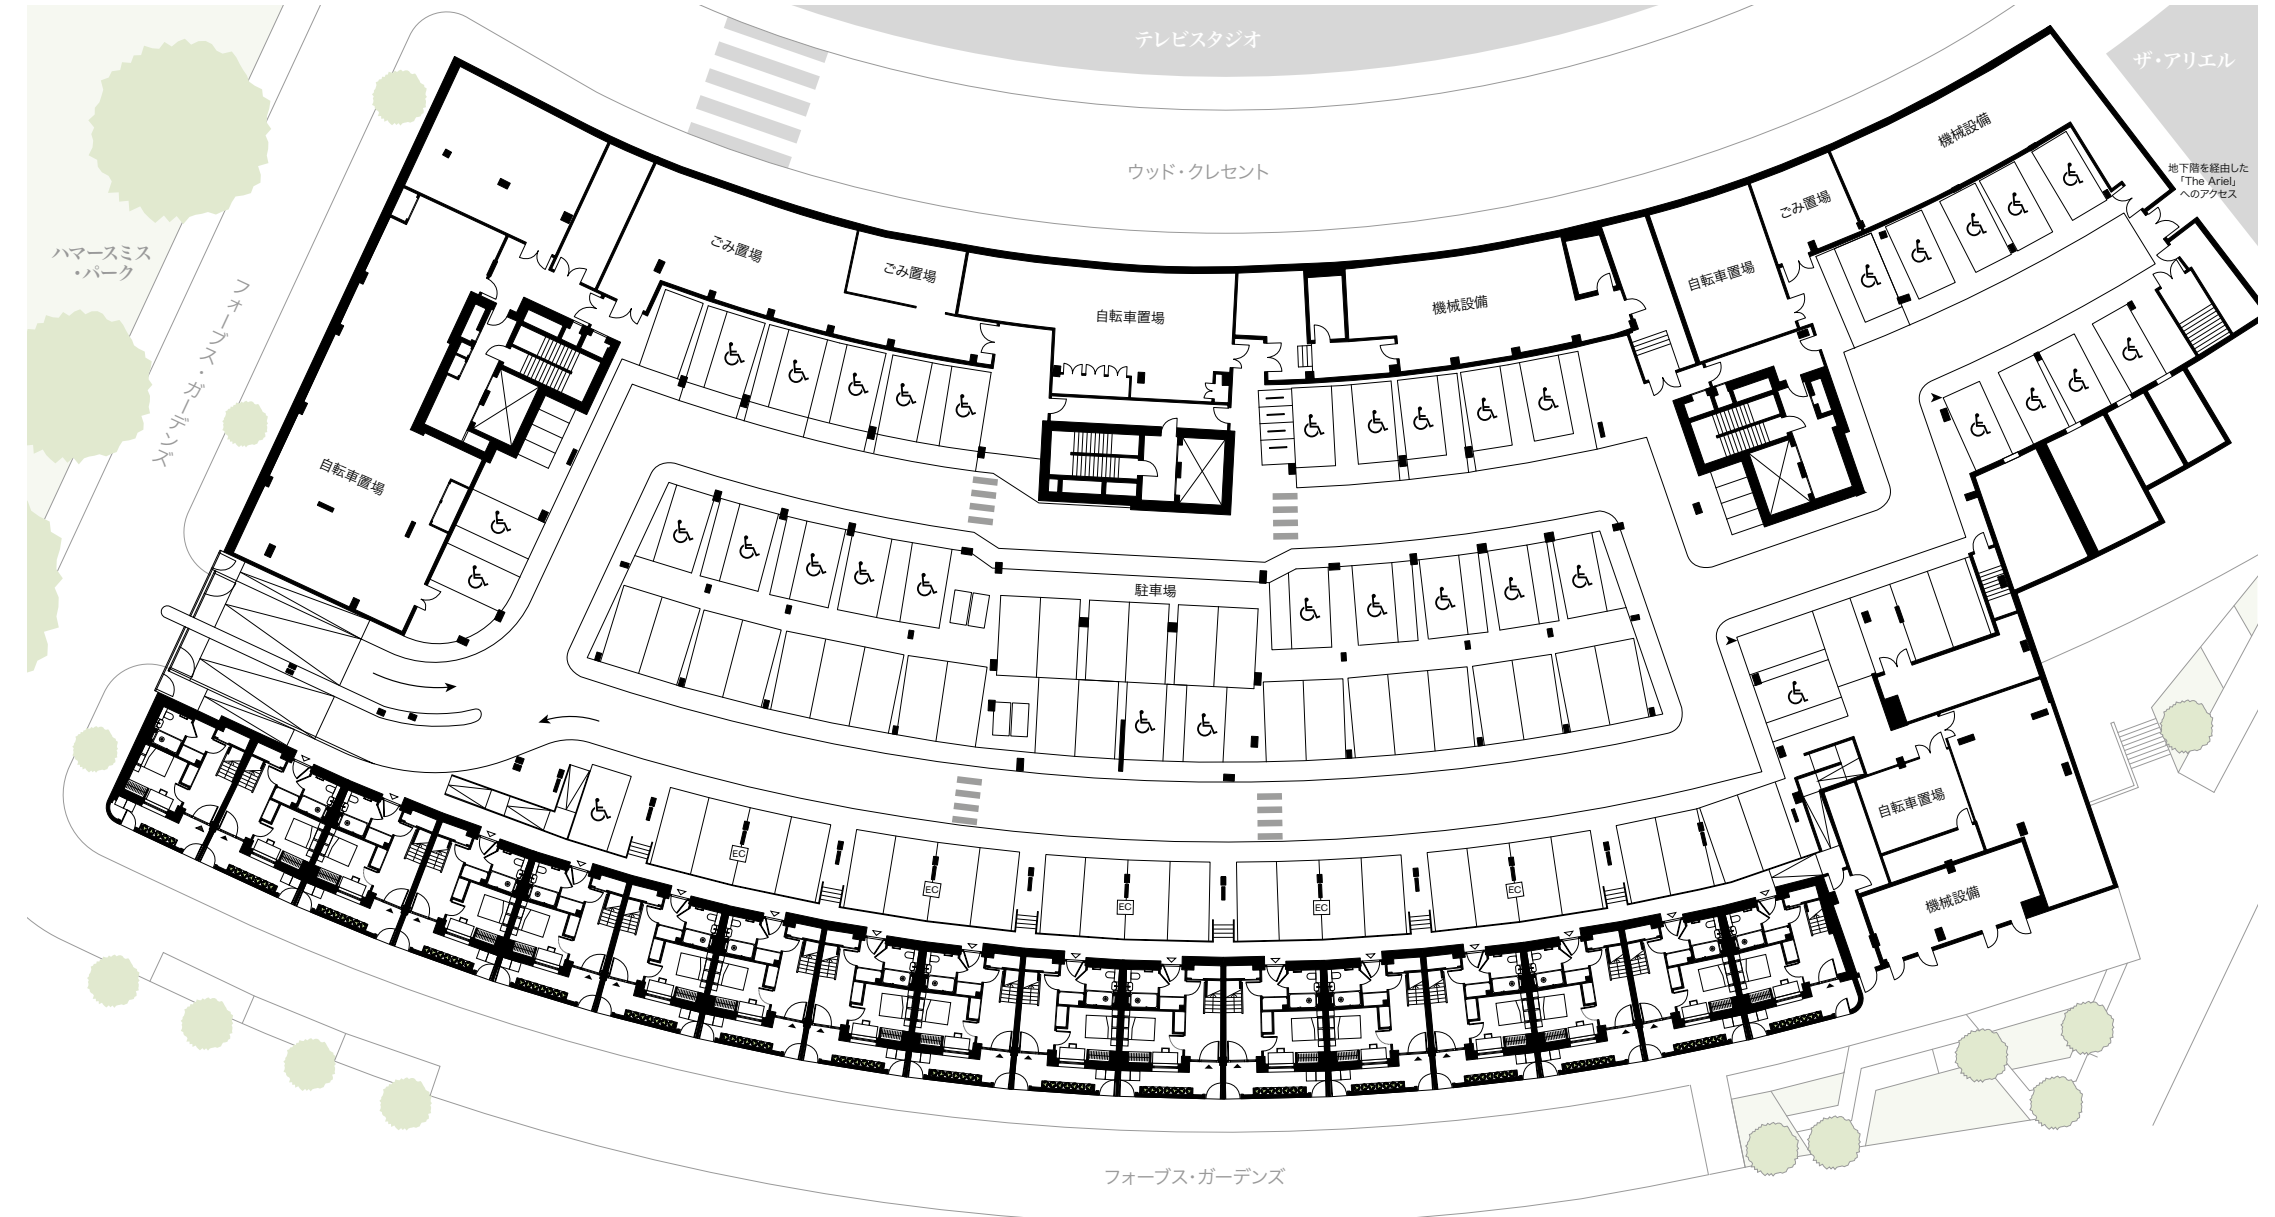 テレビスタジオ
ザ・アリエル
ウッド・クレセント
機械設備
地下階を経由した
「The Ariel」
へのアクセス
ごみ置場
ハマースミス
・パーク
フォーブス・ガーデンズ
ごみ置場
ごみ置場
自転車置場
自転車置場
機械設備
自転車置場
駐車場
自転車置場
機械設備
EC
EC
EC
EC
EC
フォーブス・ガーデンズ